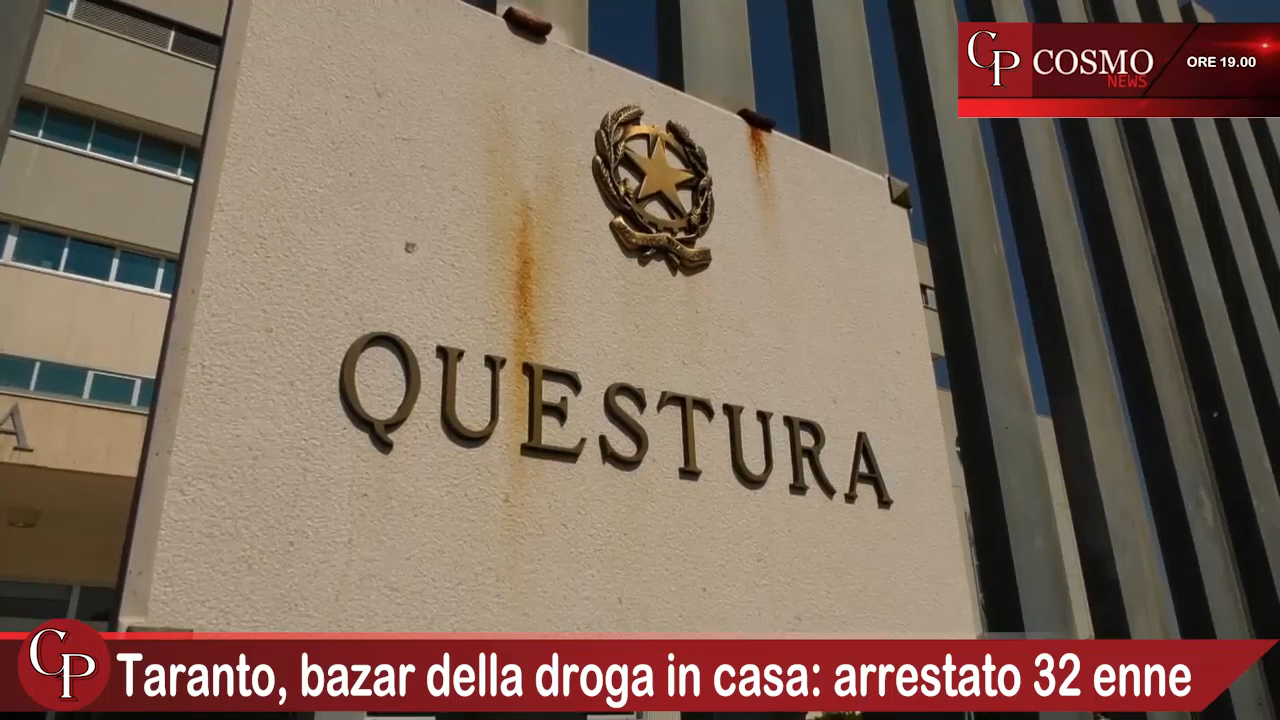 CP COSMO
NEWS
ORE 19.00
QUESTURA
A
CP Taranto, bazar della droga in casa: arrestato 32 enne